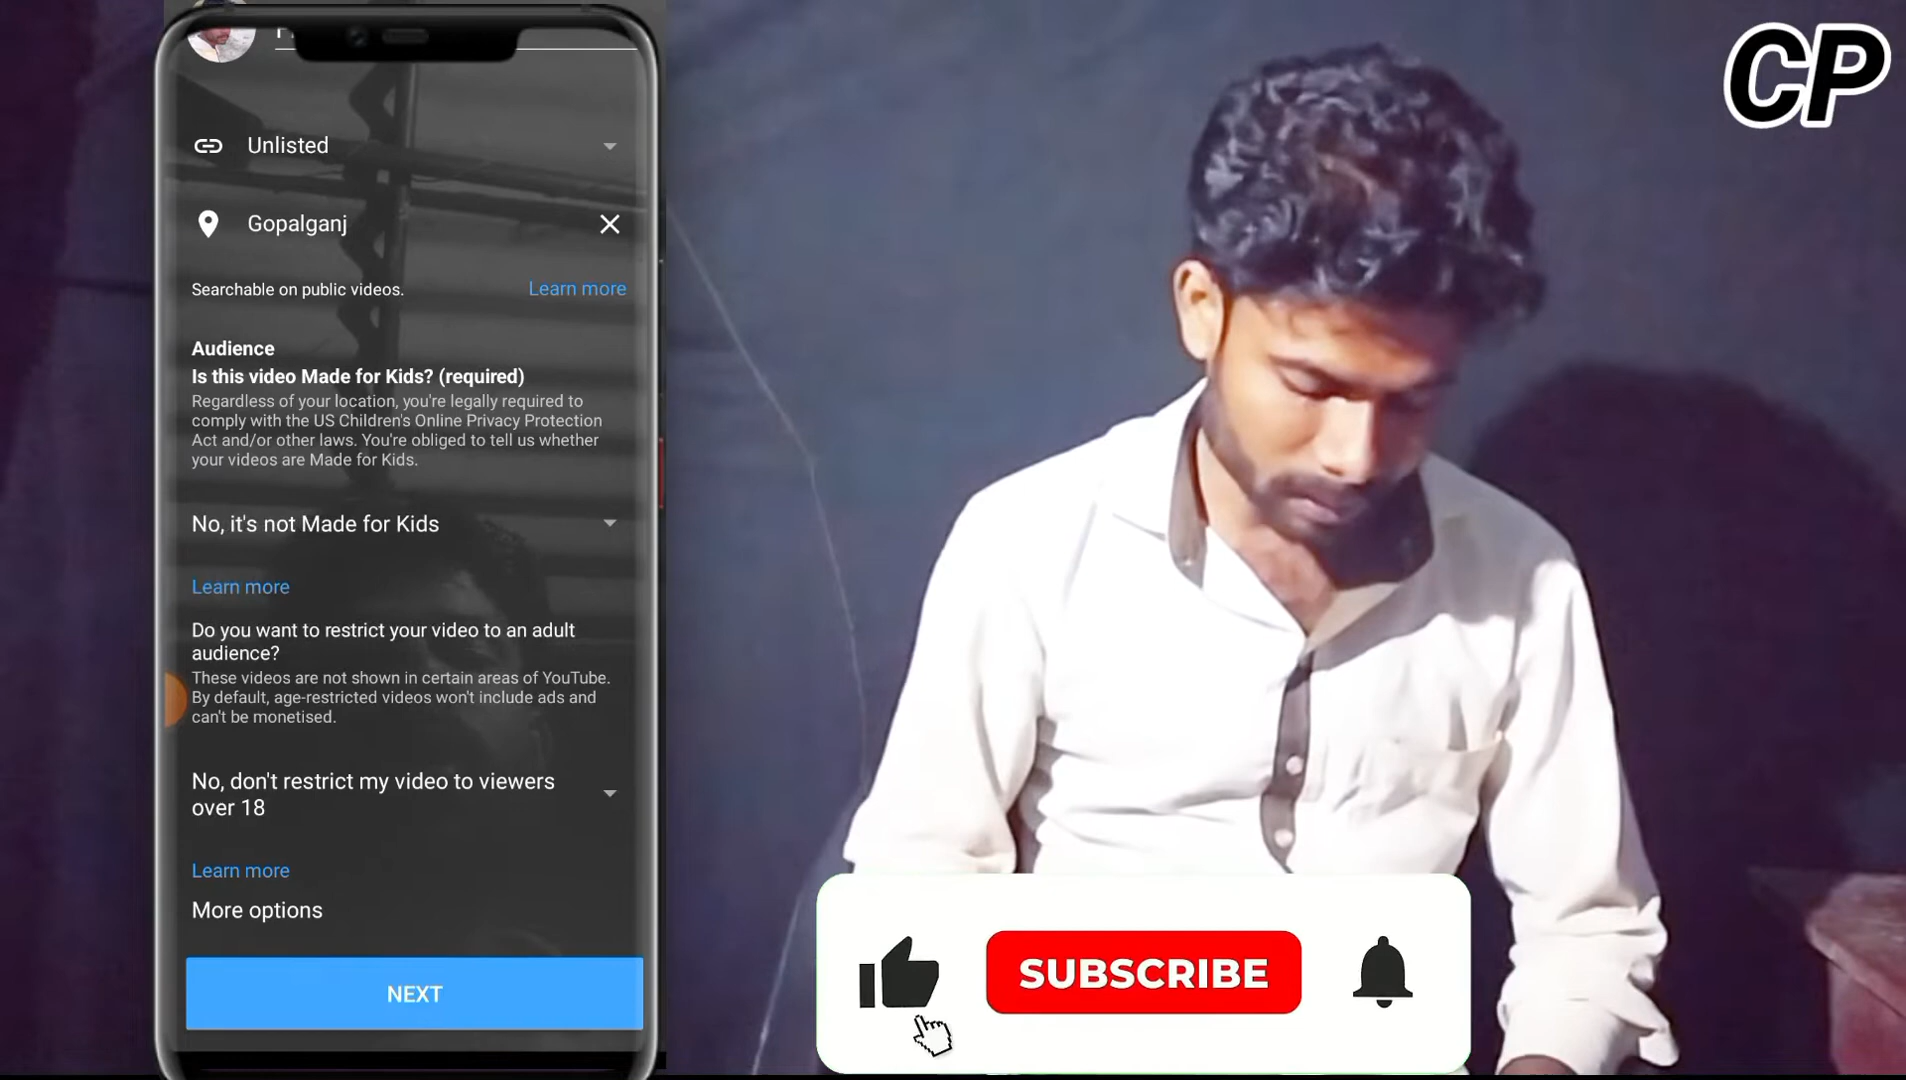 CP
Unlisted
Gopalganj
Searchable on public videos.
Learn more
Audience
Is this video Made for Kids? (required)
Regardless of your location, you're legally required to
comply with the US Children's Online Privacy Protection
Act and/or other laws. You're obliged to tell us whether
your videos are Made for Kids.
No, it's not Made for Kids
Learn more
Do you want to restrict your video to an adult
audience?
These videos are not shown in certain areas of YouTube.
By default, age-restricted videos won't include ads and
can't be monetised.
No, don't restrict my video to viewers
over 18
Learn more
More options
NEXT
SUBSCRIBE